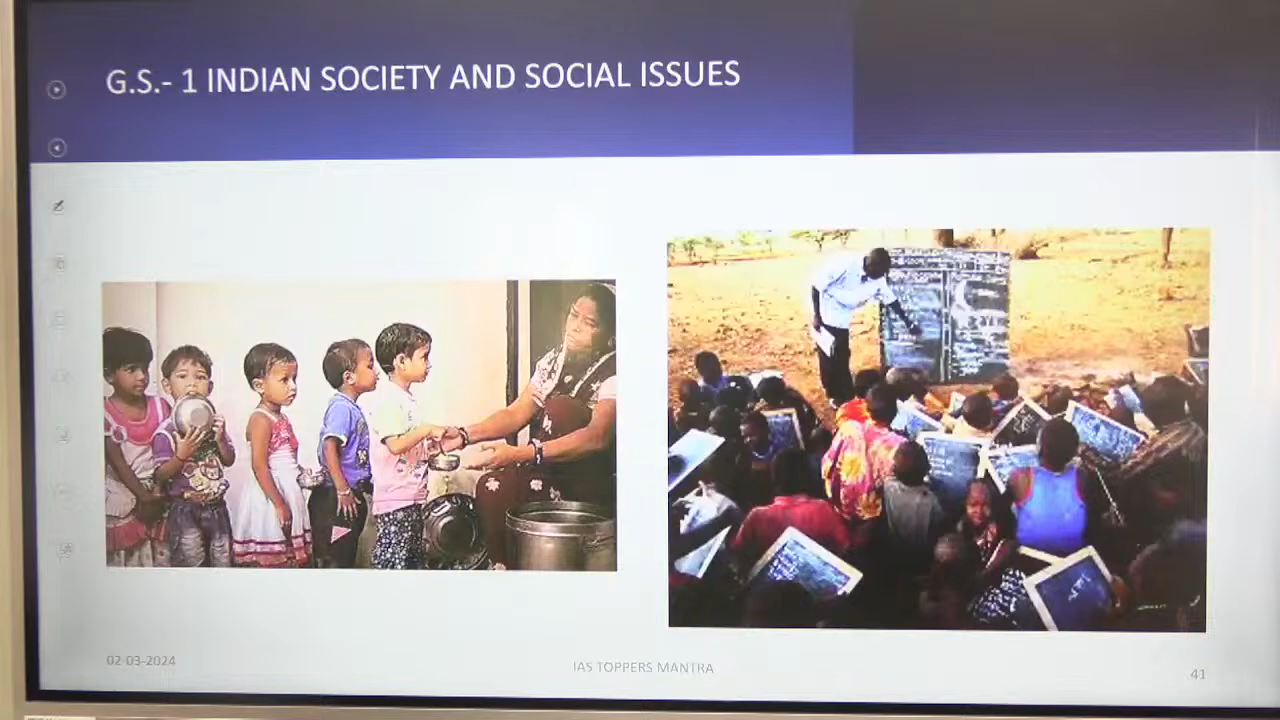 G.S.- 1 INDIAN SOCIETY AND SOCIAL ISSUES
02-03-2024
IAS TOPPERS MANTRA
41